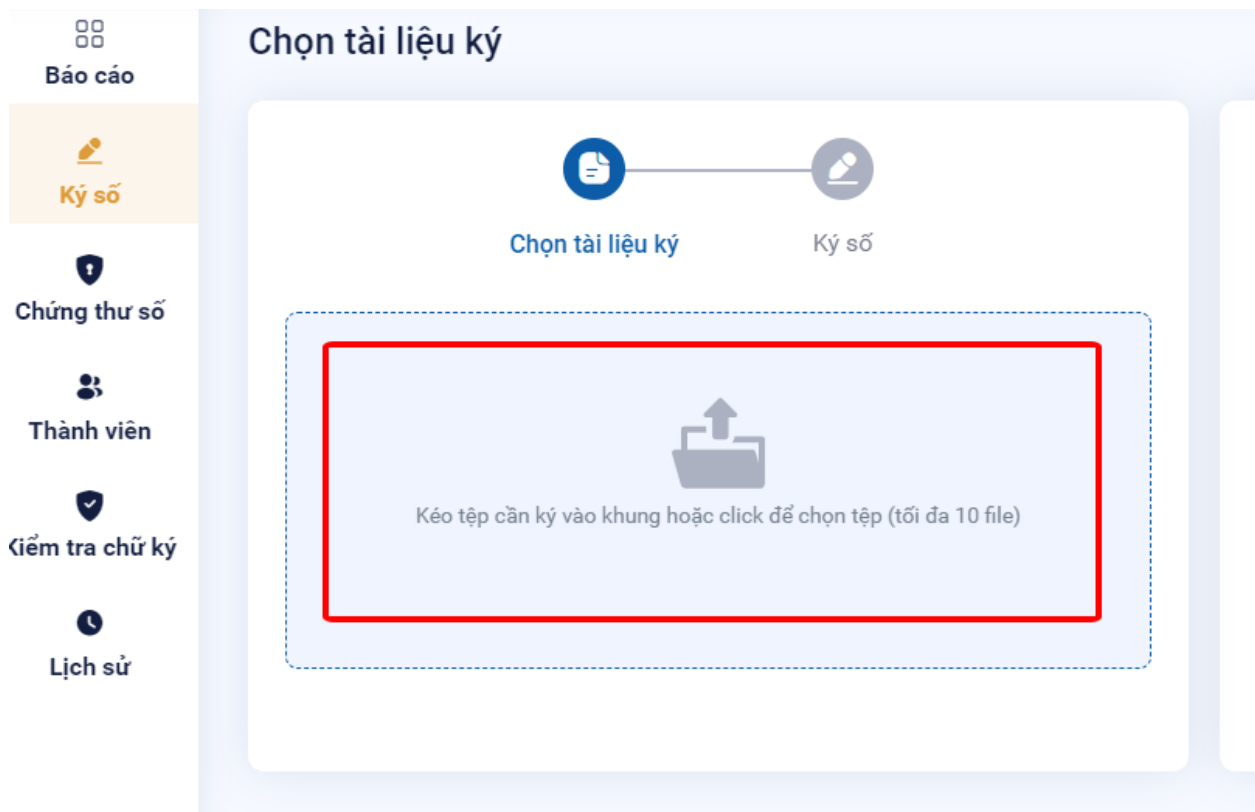 Báo cáo
Ký số
Chứng thư số
Thành viên
Kiểm tra chữ ký
Lịch sử
Chọn tài liệu ký
Chọn tài liệu ký
Ký số
Kéo tệp cần ký vào khung hoặc click để chọn tệp (tối đa 10 file)